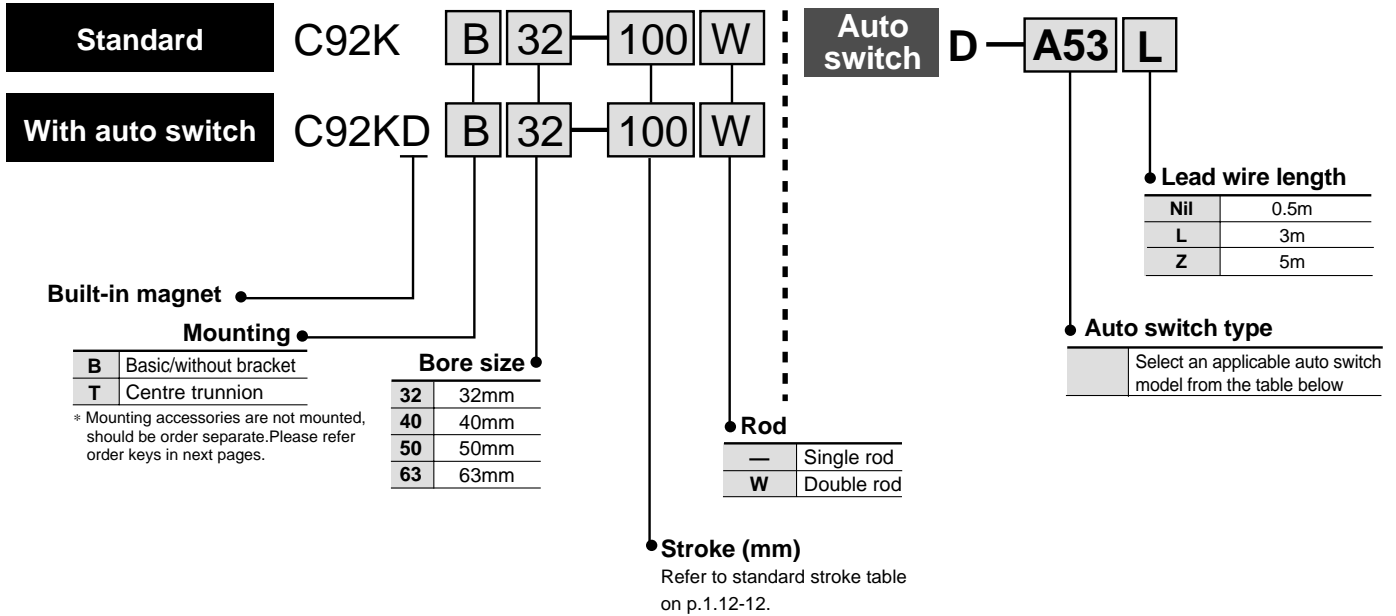 Standard C92K B 32 — 100 W
With auto switch C92KD B 32 — 100 W
Auto
switch
D — A53 L
Built-in magnet
Mounting
B Basic/without bracket
T Centre trunnion
* Mounting accessories are not mounted,
should be order separate.Please refer
order keys in next pages.
Bore size
32 32mm
40 40mm
50 50mm
63 63mm
Rod
— Single rod
W Double rod
Stroke (mm)
Refer to standard stroke table
on p.1.12-12.
Lead wire length
Nil 0.5m
L 3m
Z 5m
Auto switch type
Select an applicable auto switch
model from the table below